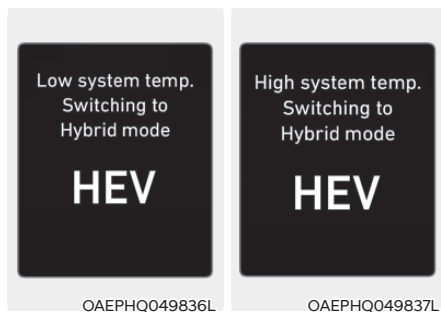 Low system temp.
Switching to
Hybrid mode
HEV
OAEPHQ049836L
High system temp.
Switching to
Hybrid mode
HEV
OAEPHQ049837L